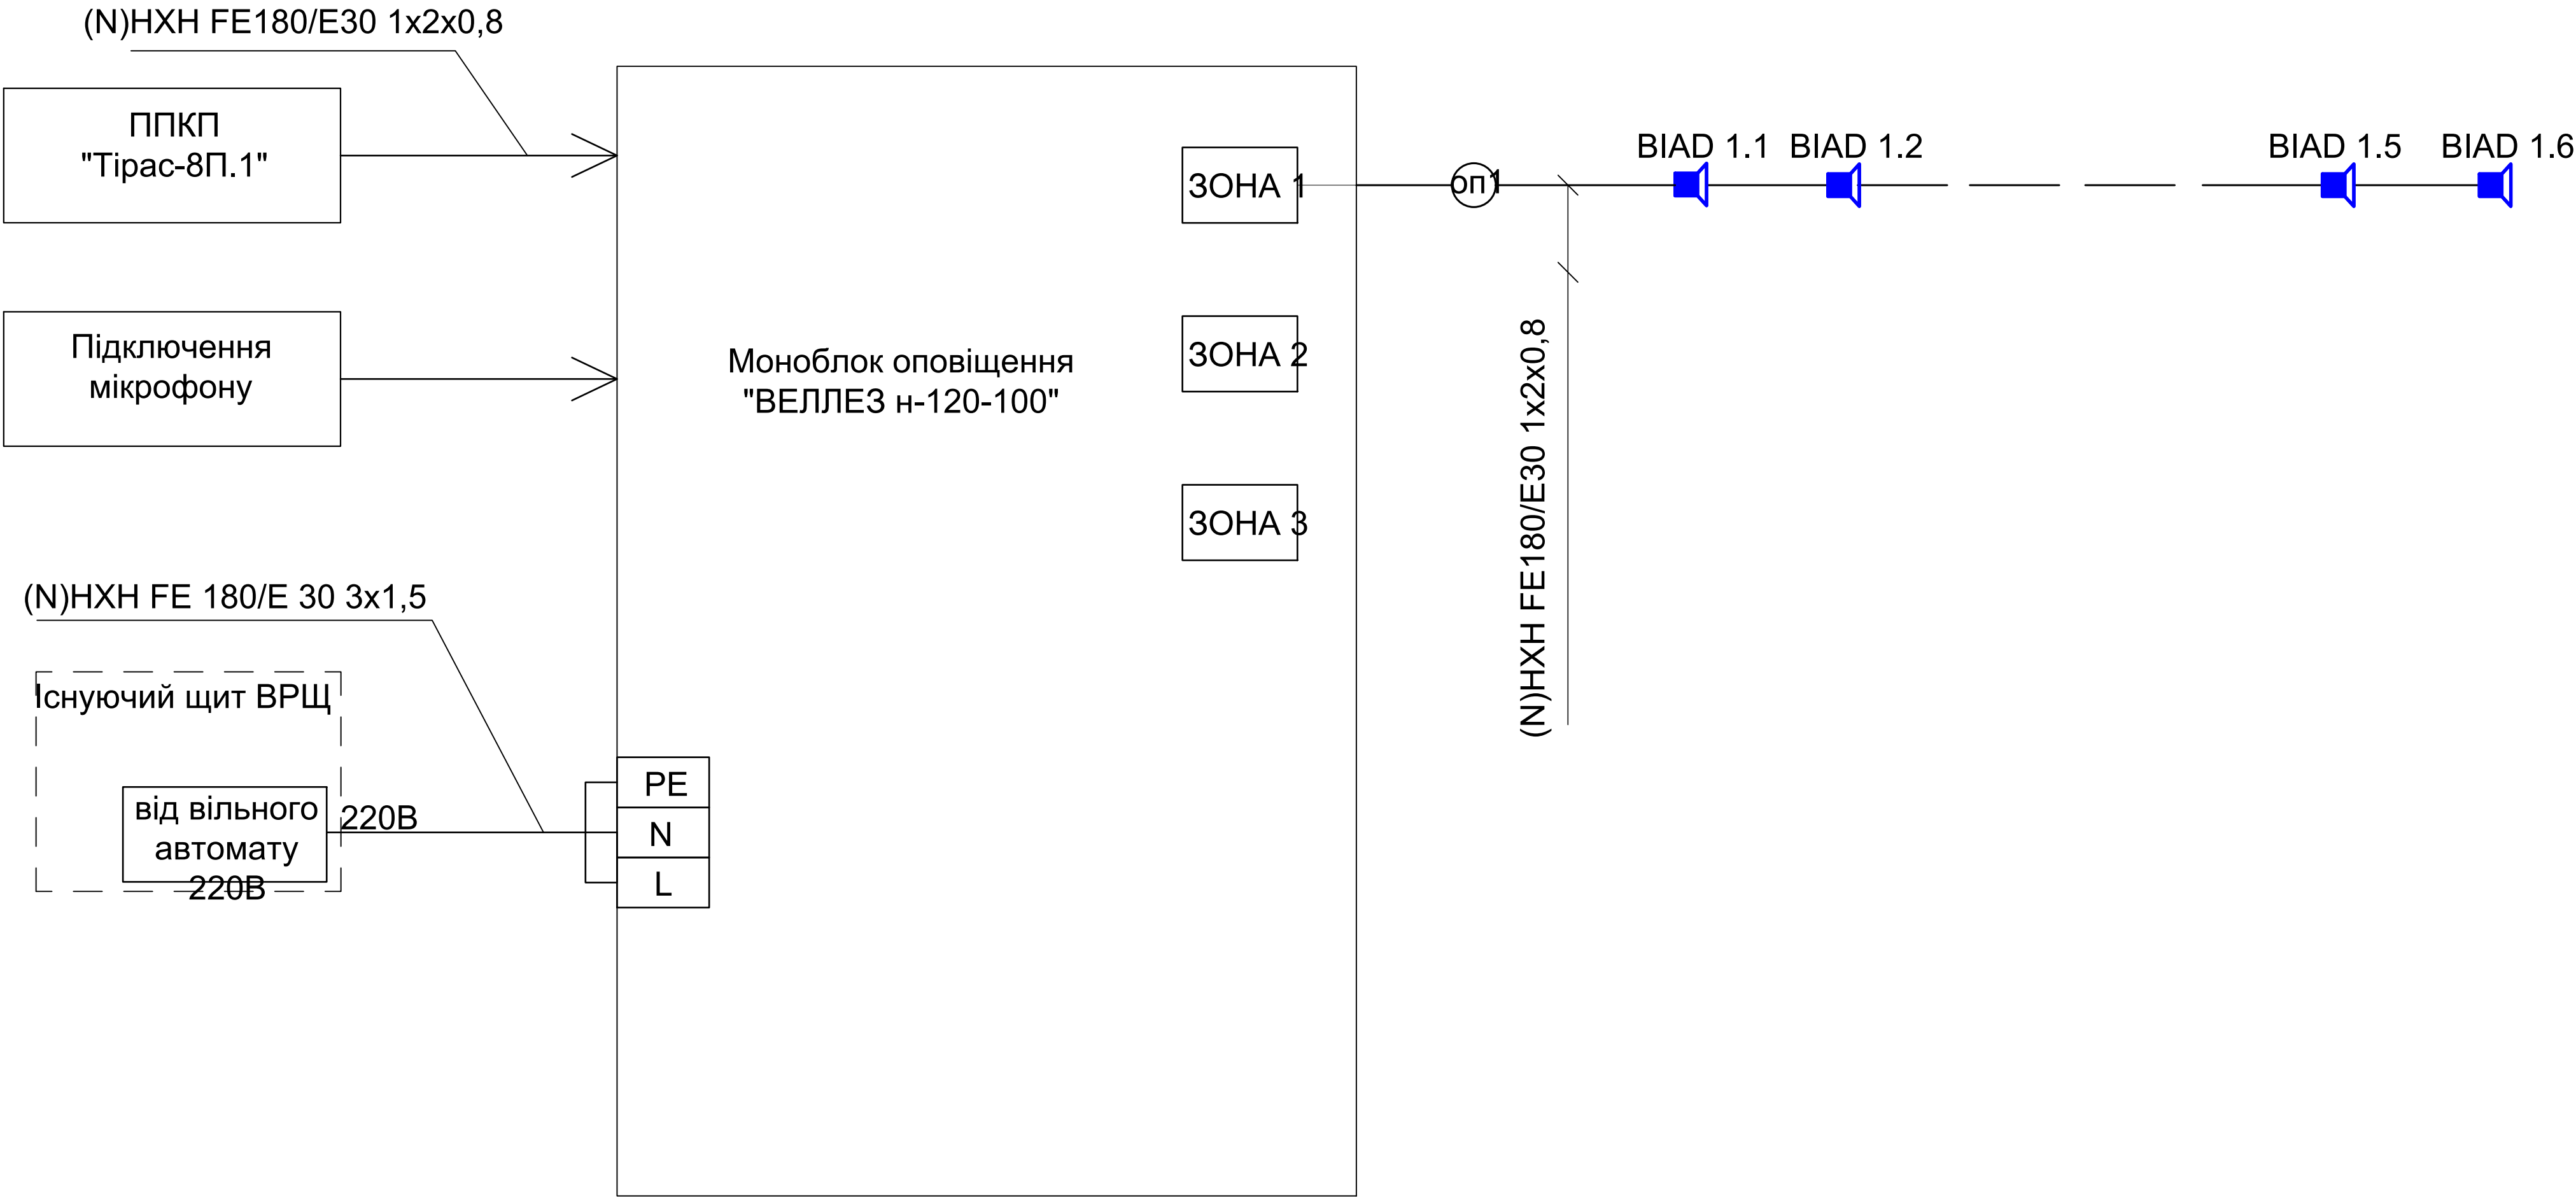 (N)HXH FE180/E30 1x2x0,8
ППКП
"Тірас-8П.1"
Підключення
мікрофону
(N)HXH FE 180/E 30 3x1,5
Існуючий щит ВРЩ
від вільного
автомату
220В
220В
PE
N
L
Моноблок оповіщення
"ВЕЛЛЕЗ н-120-100"
ЗОНА 1
ЗОНА 2
ЗОНА 3
оп1
(N)HXH FE180/E30 1x2x0,8
BIAD 1.1
BIAD 1.2
BIAD 1.5
BIAD 1.6